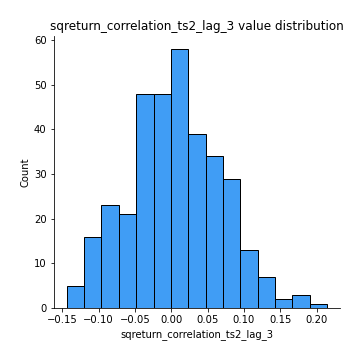 sqreturn_correlation_ts2_lag_3 value distribution
60
50
40
30
20
10
0
Count
−0.15 −0.10 −0.05 0.00 0.05 0.10 0.15 0.20
sqreturn_correlation_ts2_lag_3